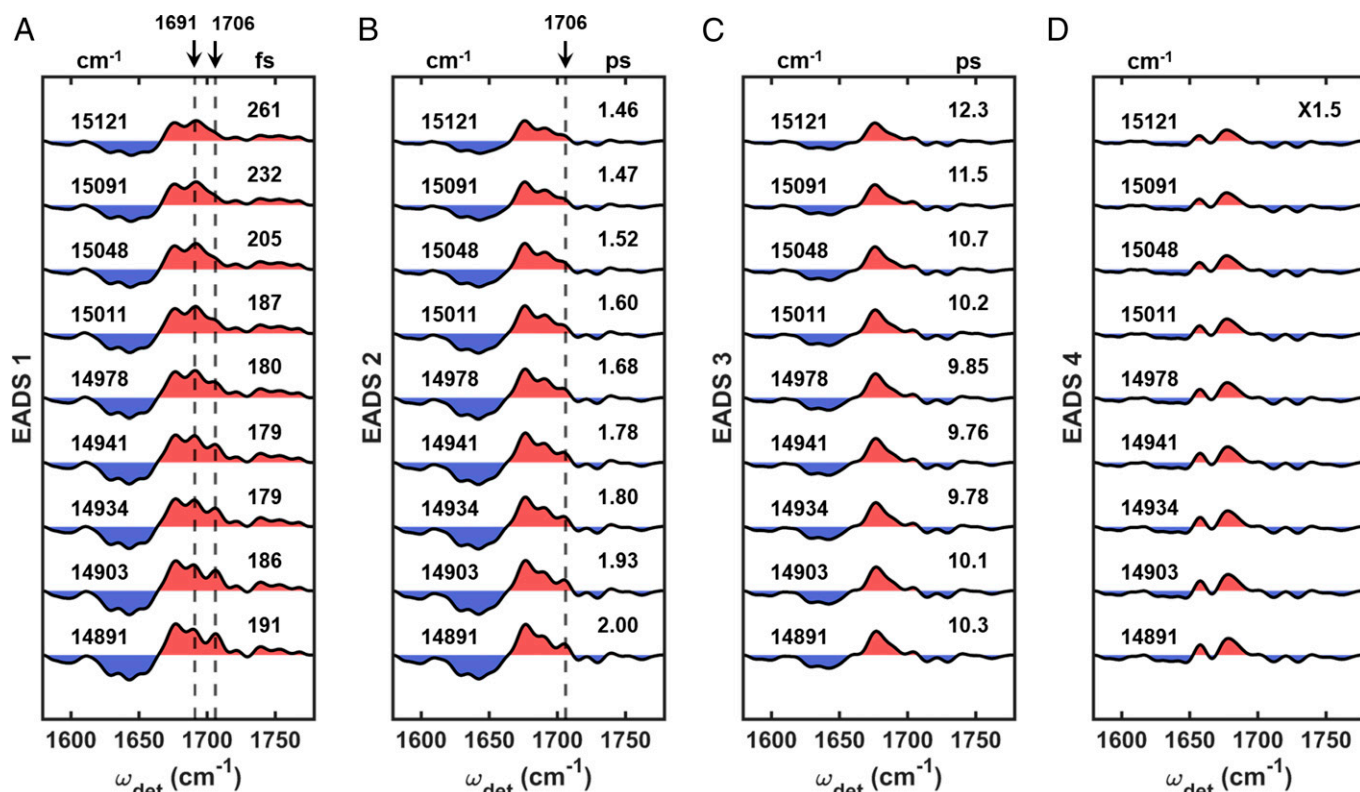 A
1691
1706
B
1706
C
D
cm-1
fs
cm-1
ps
cm-1
ps
cm-1
15121
261
15121
1.46
15121
12.3
15121
X1.5
15091
232
15091
1.47
15091
11.5
15091
15048
205
15048
1.52
15048
10.7
15048
15011
187
15011
1.60
15011
10.2
15011
14978
180
14978
1.68
14978
9.85
14978
14941
179
14941
1.78
14941
9.76
14941
14934
179
14934
1.80
14934
9.78
14934
14903
186
14903
1.93
14903
10.1
14903
14891
191
14891
2.00
14891
10.3
14891
EADS 1
EADS 2
EADS 3
EADS 4
1600 1650 1700 1750
1600 1650 1700 1750
1600 1650 1700 1750
1600 1650 1700 1750
ωdet (cm-1)
ωdet (cm-1)
ωdet (cm-1)
ωdet (cm-1)